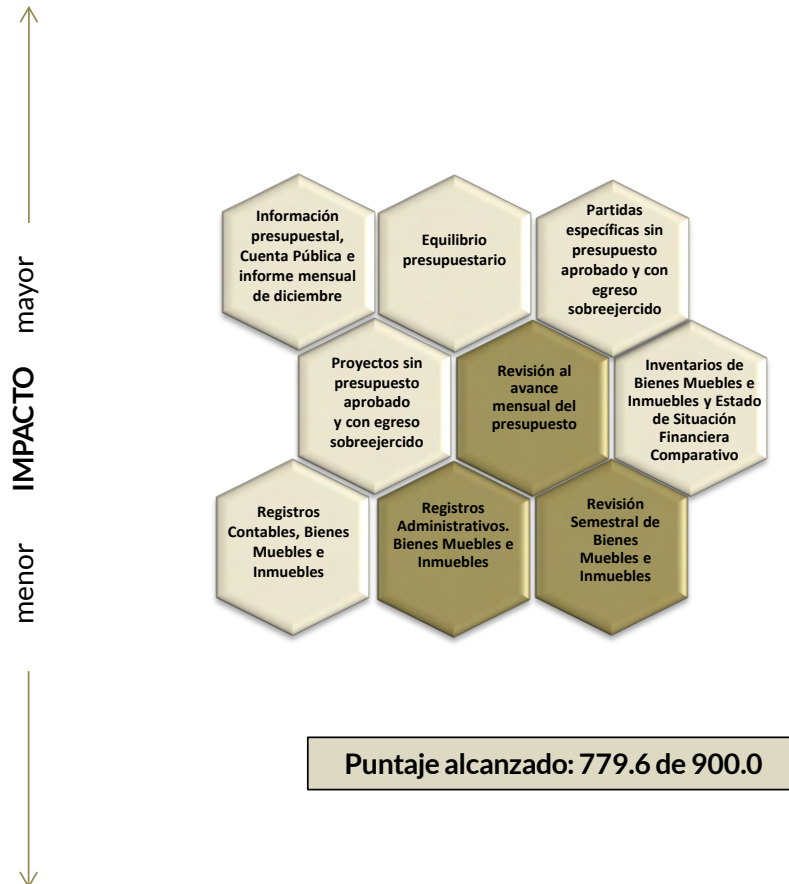 mayor
IMPACTO
menor
Información
presupuestal,
Cuenta Pública e
informe mensual
de diciembre
Equilibrio
presupuestario
Partidas
específicas sin
presupuesto
aprobado y con
egreso
sobreejercido
Proyectos sin
presupuesto
aprobado
y con egreso
sobreejercido
Revisión al
avance
mensual del
presupuesto
Inventarios de
Bienes Muebles e
Inmuebles y Estado
de Situación
Financiera
Comparativo
Registros
Contables, Bienes
Muebles e
Inmuebles
Registros
Administrativos.
Bienes Muebles e
Inmuebles
Revisión
Semestral de
Bienes
Muebles e
Inmuebles
Puntaje alcanzado: 779.6 de 900.0